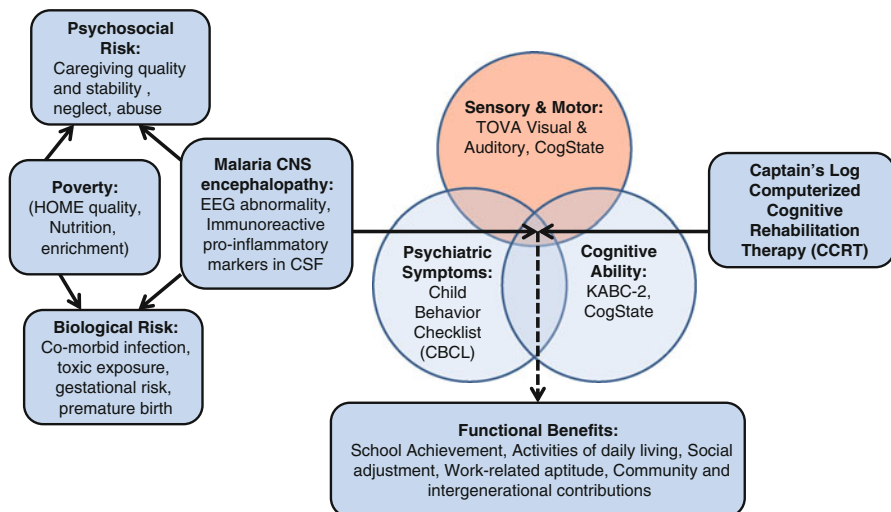 Psychosocial
Risk:
Caregiving quality
and stability ,
neglect, abuse
Poverty:
(HOME quality,
Nutrition,
enrichment)
Malaria CNS
encephalopathy:
EEG abnormality,
Immunoreactive
pro-inflammatory
markers in CSF
Biological Risk:
Co-morbid infection,
toxic exposure,
gestational risk,
premature birth
Sensory & Motor:
TOVA Visual &
Auditory, CogState
Psychiatric
Symptoms:
Child
Behavior
Checklist
(CBCL)
Cognitive
Ability:
KABC-2,
CogState
Captain’s Log
Computerized
Cognitive
Rehabilitation
Therapy (CCRT)
Functional Benefits:
School Achievement, Activities of daily living, Social
adjustment, Work-related aptitude, Community and
intergenerational contributions